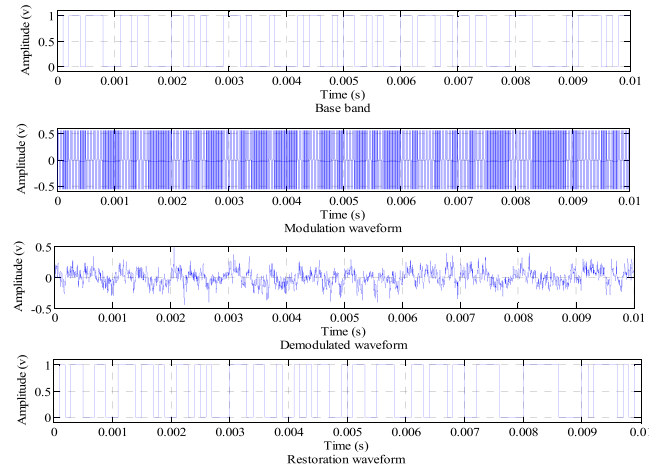 Amplitude (v)
1
0.5
0
0 0.001 0.002 0.003 0.004 0.005 0.006 0.007 0.008 0.009 0.01
Time (s)
Base band
Amplitude (v)
0.5
0
-0.5
0 0.001 0.002 0.003 0.004 0.005 0.006 0.007 0.008 0.009 0.01
Time (s)
Modulation waveform
Amplitude (v)
0.5
0
-0.5
0 0.001 0.002 0.003 0.004 0.005 0.006 0.007 0.008 0.009 0.01
Time (s)
Demodulated waveform
Amplitude (v)
1
0.5
0
0 0.001 0.002 0.003 0.004 0.005 0.006 0.007 0.008 0.009 0.0
Time (s)
Restoration waveform